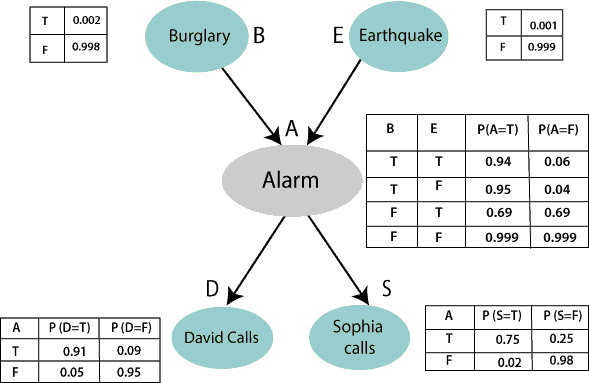 T 0.002
F 0.998
Burglary B
E Earthquake
T 0.001
F 0.999
A
Alarm
B E P(A=T) P(A=F)
T T 0.94 0.06
T F 0.95 0.04
F T 0.69 0.69
F F 0.999 0.999
D
S
A P (D=T) P (D=F)
T 0.91 0.09
F 0.05 0.95
David Calls
Sophia
calls
A P (S=T) P (S=F)
T 0.75 0.25
F 0.02 0.98